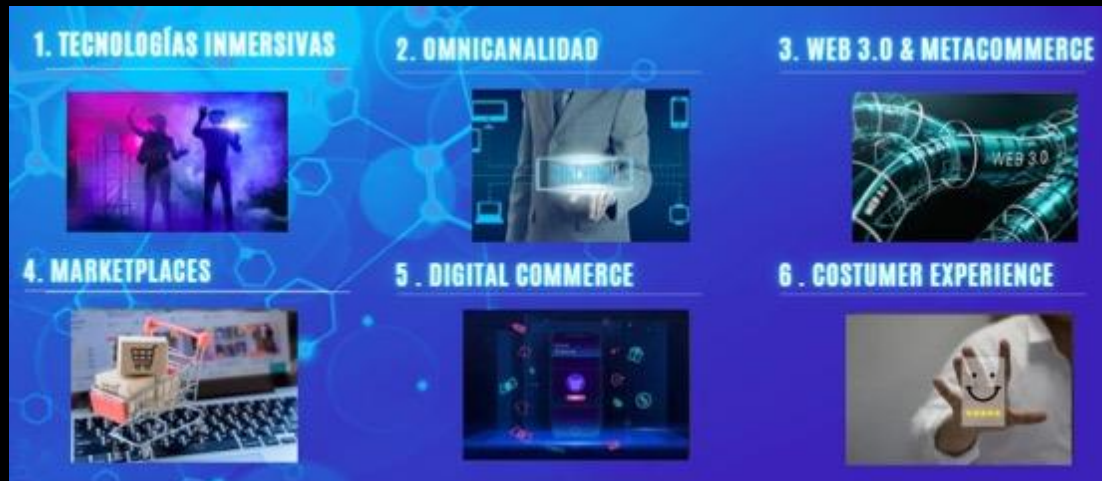 1. TECNOLOGÍAS INMERSIVAS
2. OMNICANALIDAD
3. WEB 3.0 & METACOMMERCE
WEB 3.0
4. MARKETPLACES
5 . DIGITAL COMMERCE
6 . COSTUMER EXPERIENCE